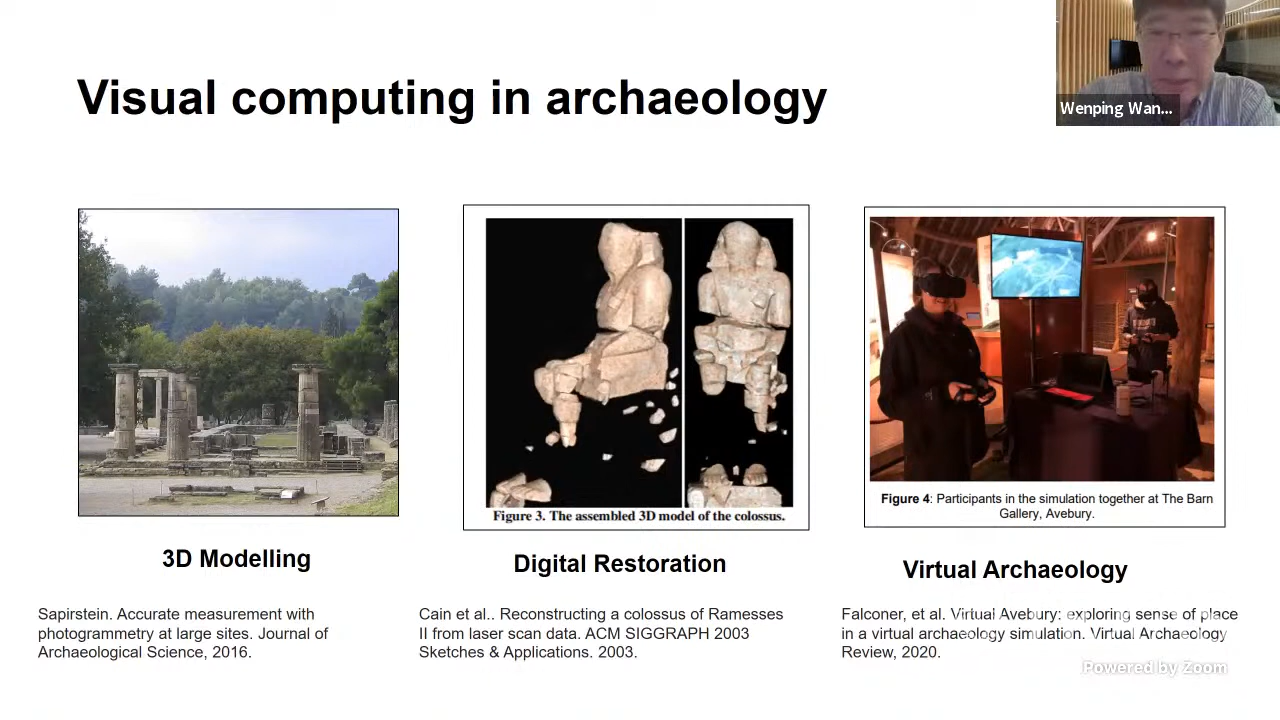 Visual computing in archaeology
Wenping Wan...
Figure 3. The assembled 3D model of the colossus.
Figure 4: Participants in the simulation together at The Barn
Gallery, Avebury.
3D Modelling
Digital Restoration
Virtual Archaeology
Sapirstein. Accurate measurement with
photogrammetry at large sites. Journal of
Archaeological Science, 2016.
Cain et al.. Reconstructing a colossus of Ramesses
II from laser scan data. ACM SIGGRAPH 2003
Sketches & Applications. 2003.
Falconer, et al. Virtual Avebury: exploring sense of place
in a virtual archaeology simulation. Virtual Archaeology
Review, 2020.
Powered by Zoom